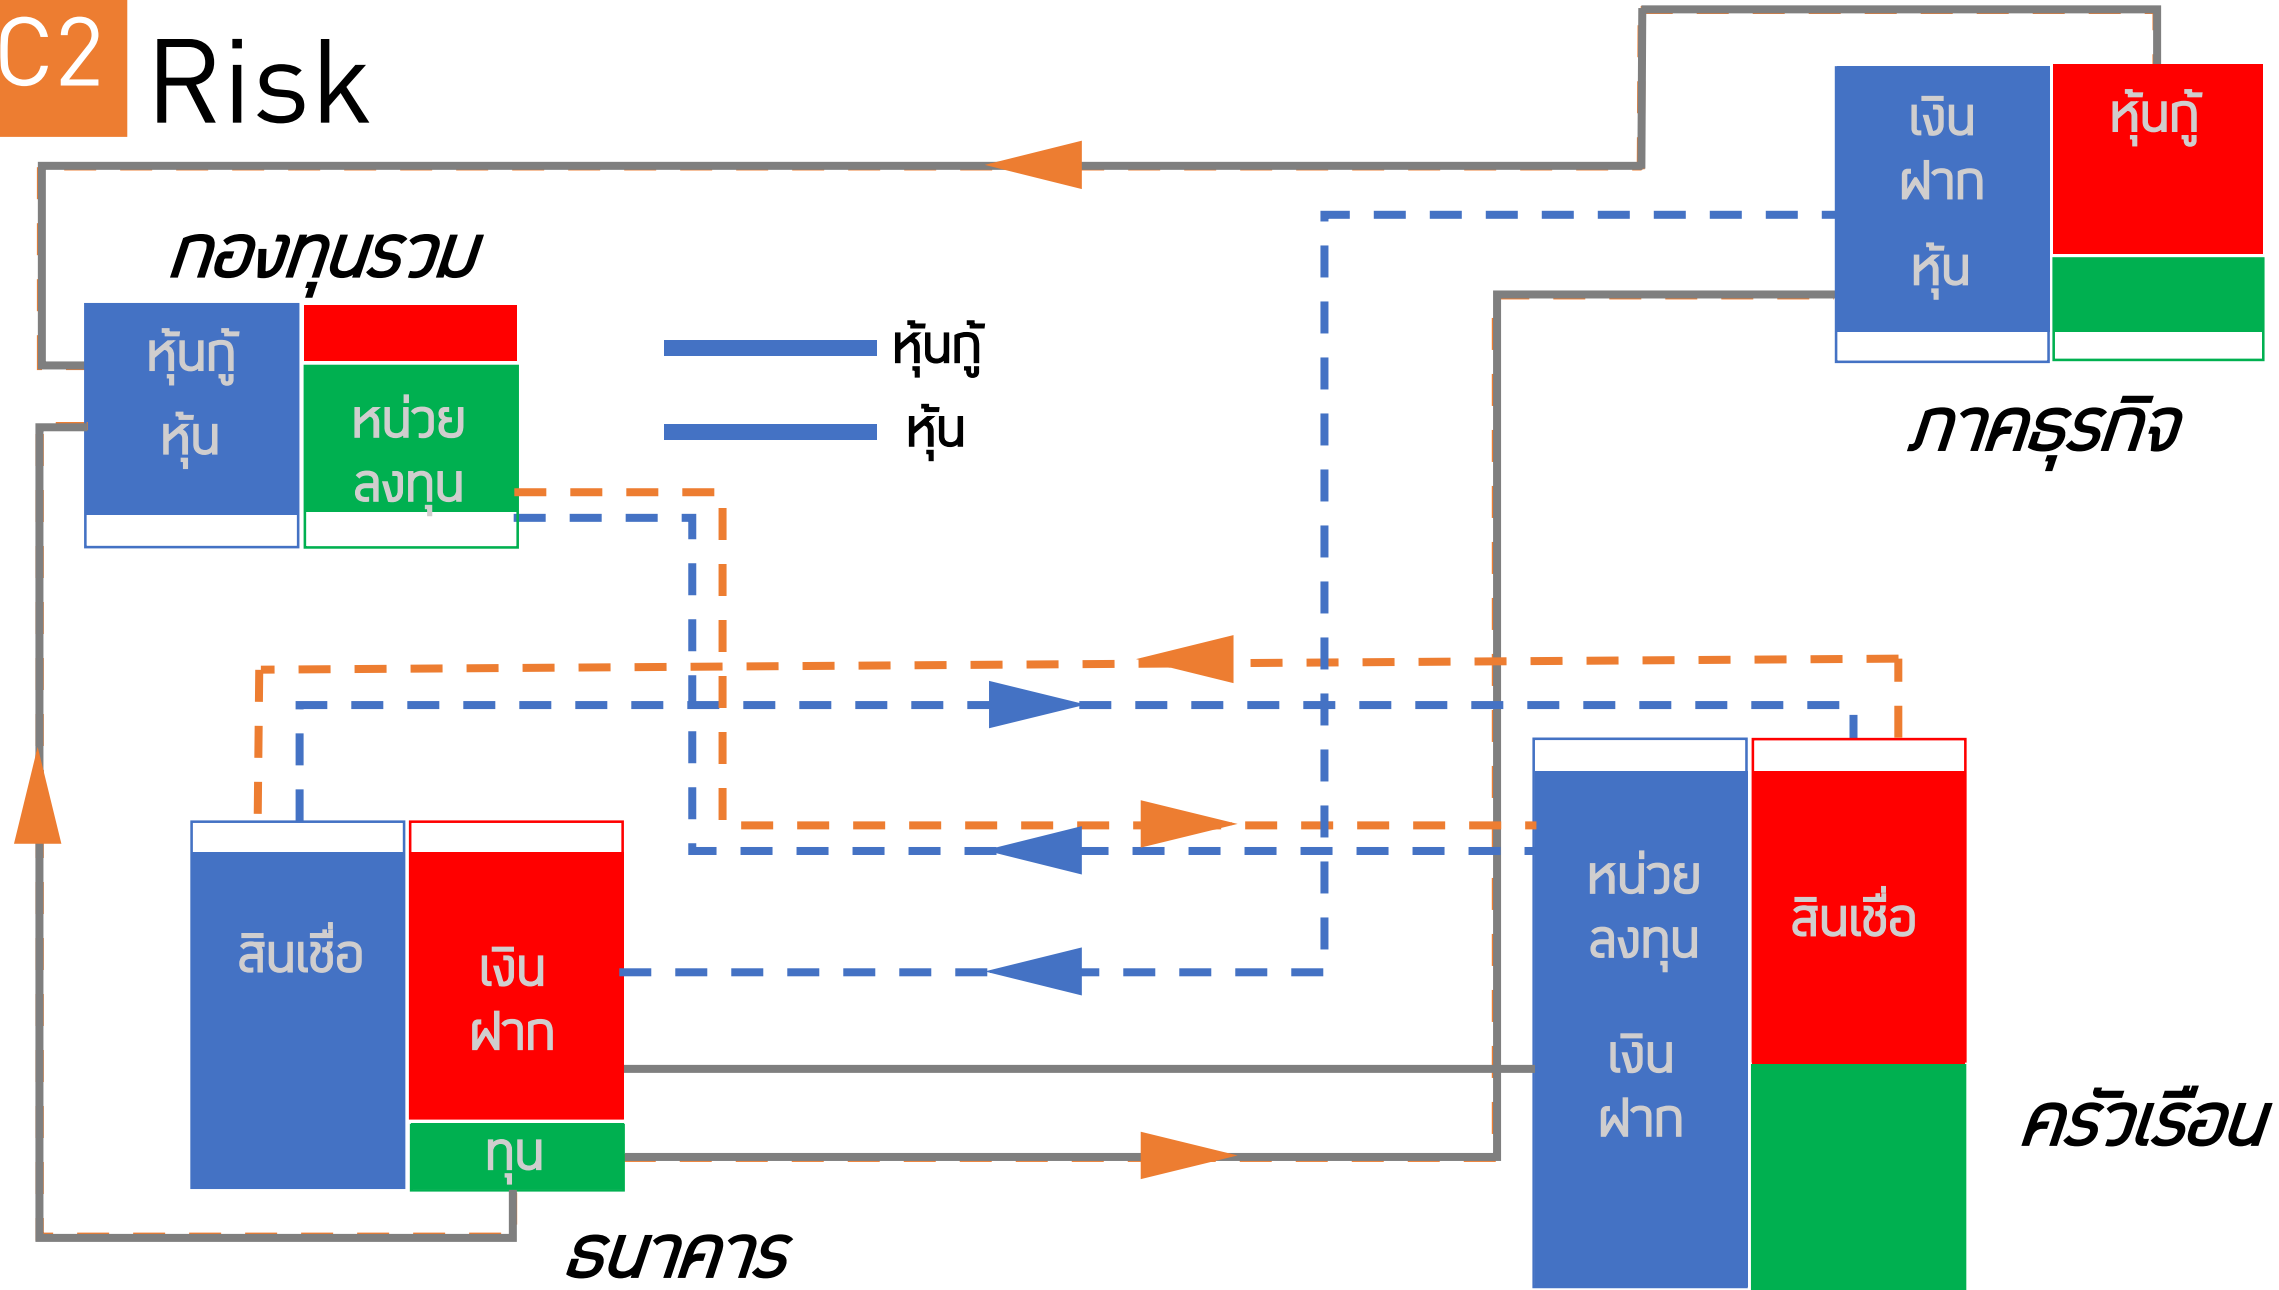 C2
Risk
เงิน
ฝาก
หุ้น
หุ้นกู้
ภาคธุรกิจ
กองทุนรวม
หุ้นกู้
หุ้น
หน่วย
ลงทุน
หุ้นกู้
หุ้น
สินเชื่อ
เงิน
ฝาก
ทุน
ธนาคาร
หน่วย
ลงทุน
เงิน
ฝาก
สินเชื่อ
ครัวเรือน